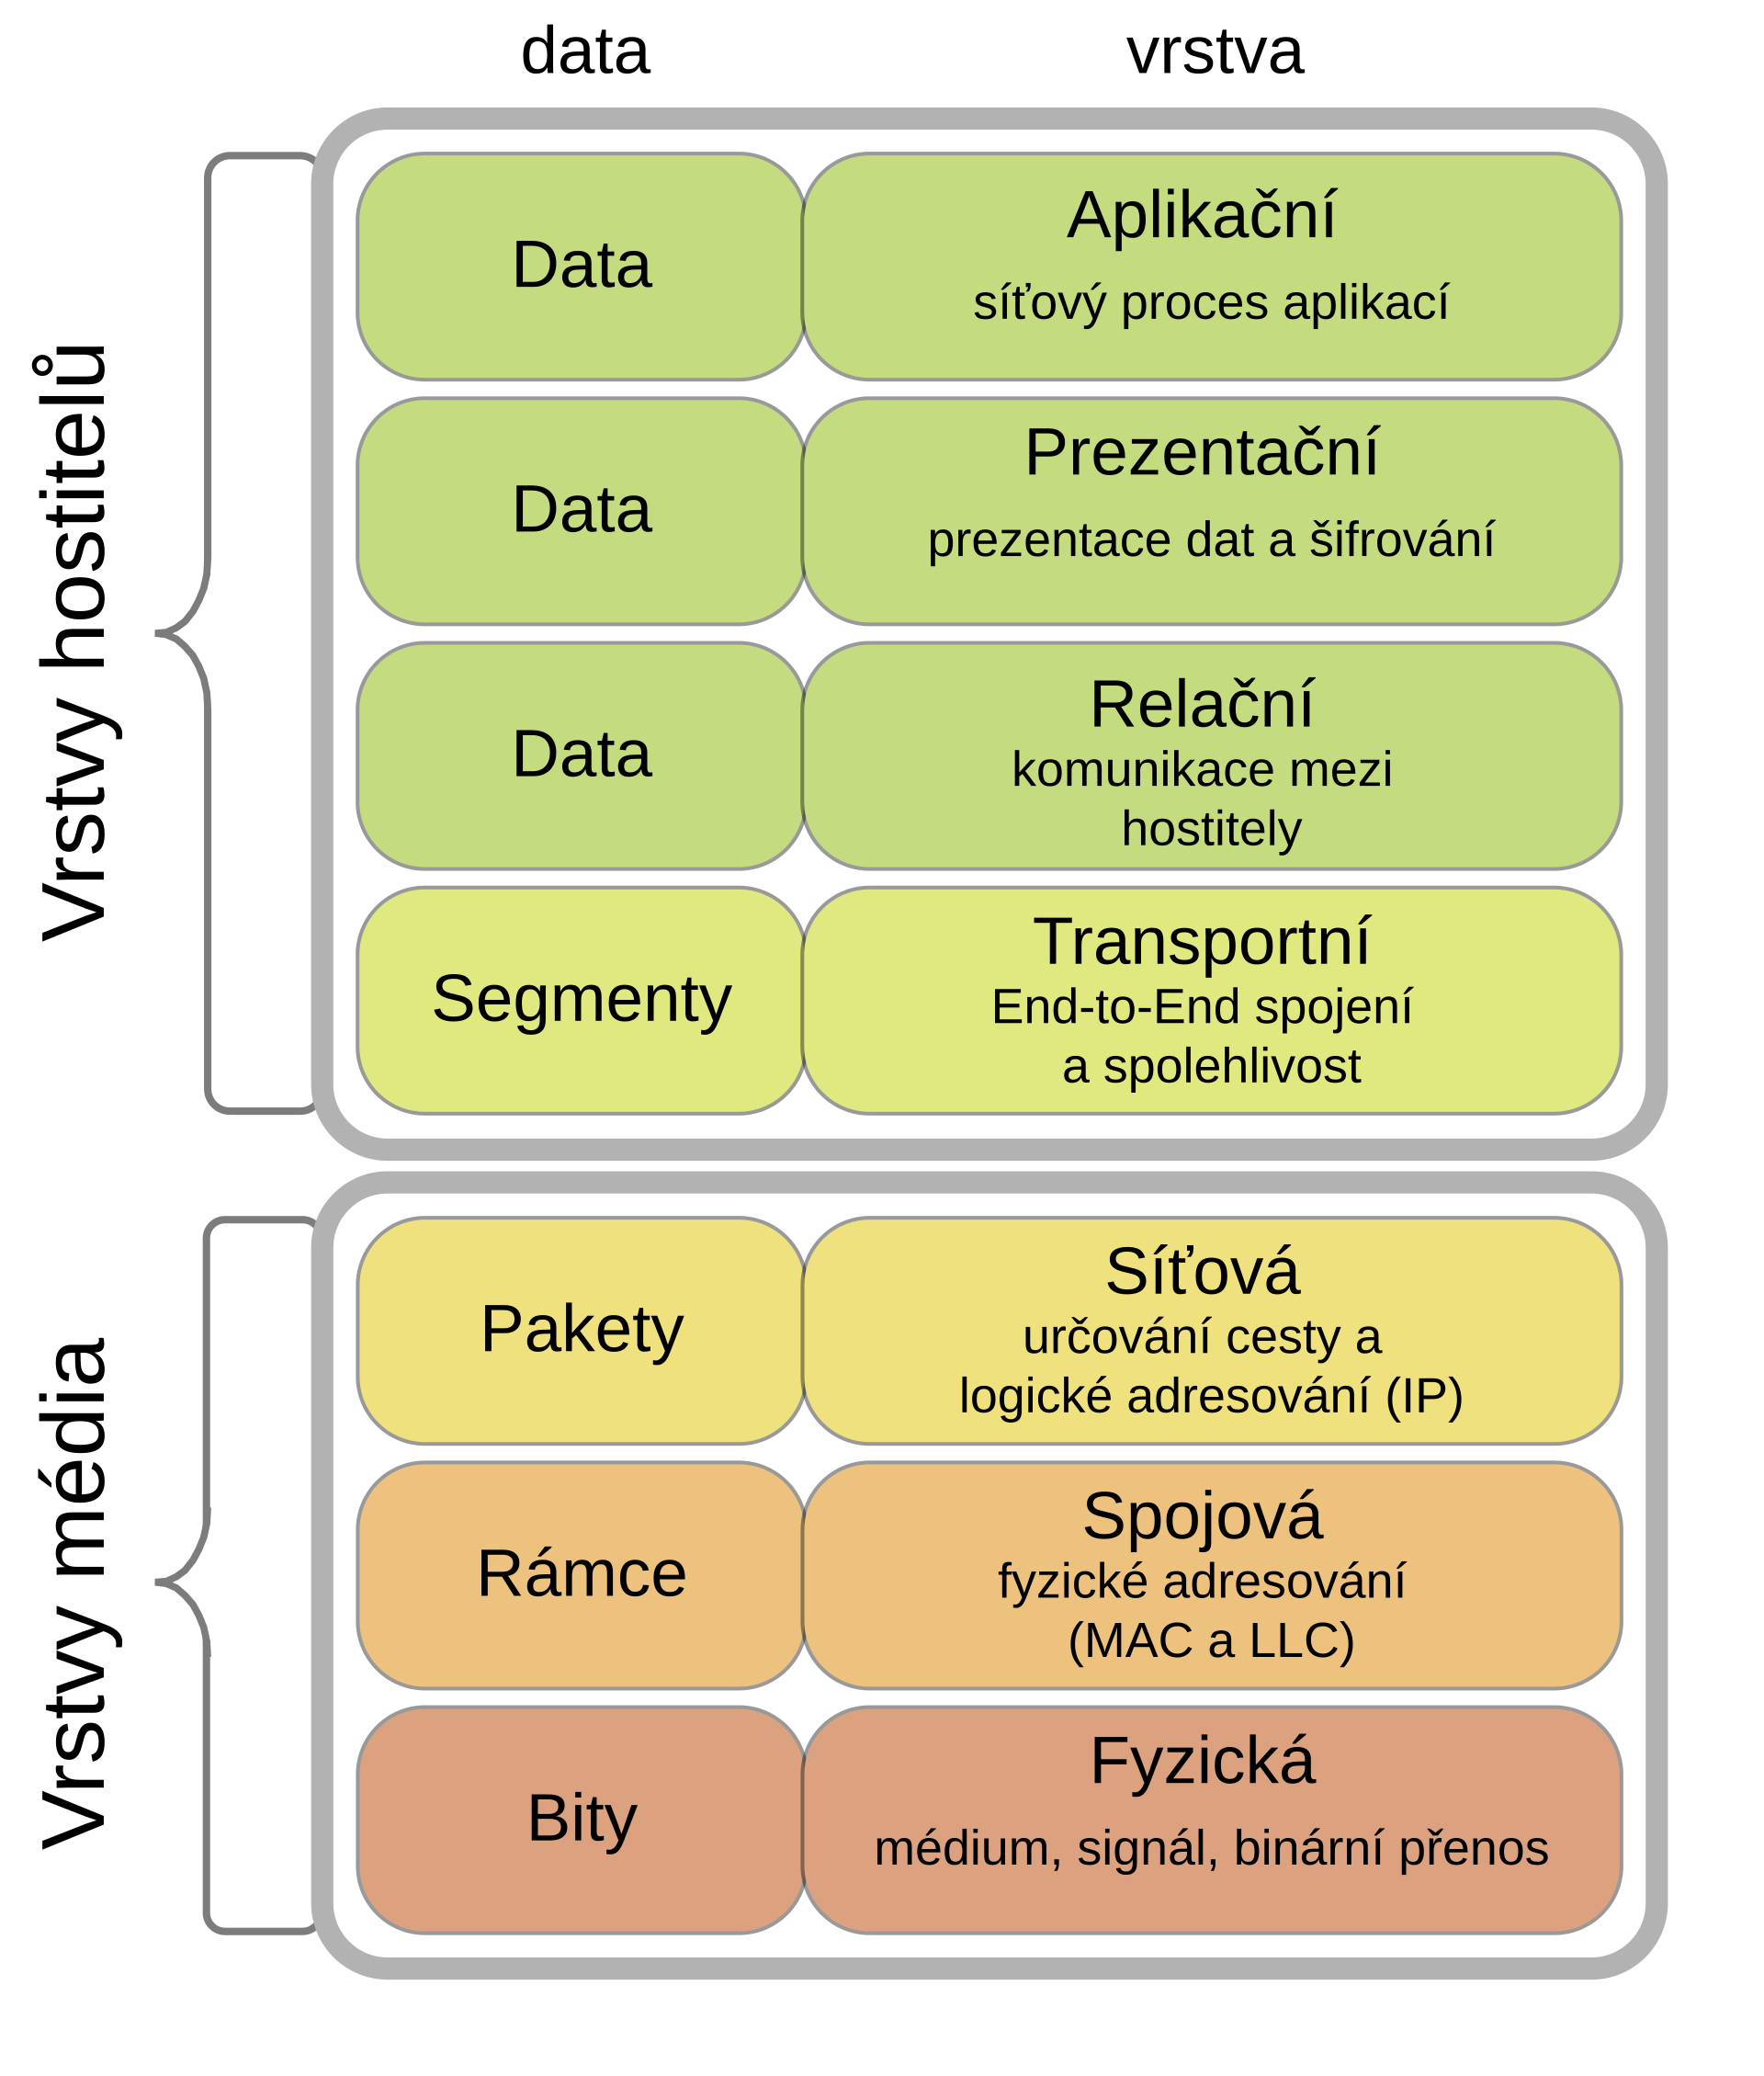 data
vrstva
Vrstvy hostitelů
Data
Aplikační
síťový proces aplikací
Data
Prezentační
prezentace dat a šifrování
Data
Relační
komunikace mezi
hostitely
Segmenty
Transportní
End-to-End spojení
a spolehlivost
Vrstvy média
Pakety
Síťová
určování cesty a
logické adresování (IP)
Rámce
Spojová
fyzické adresování
(MAC a LLC)
Bity
Fyzická
médium, signál, binární přenos